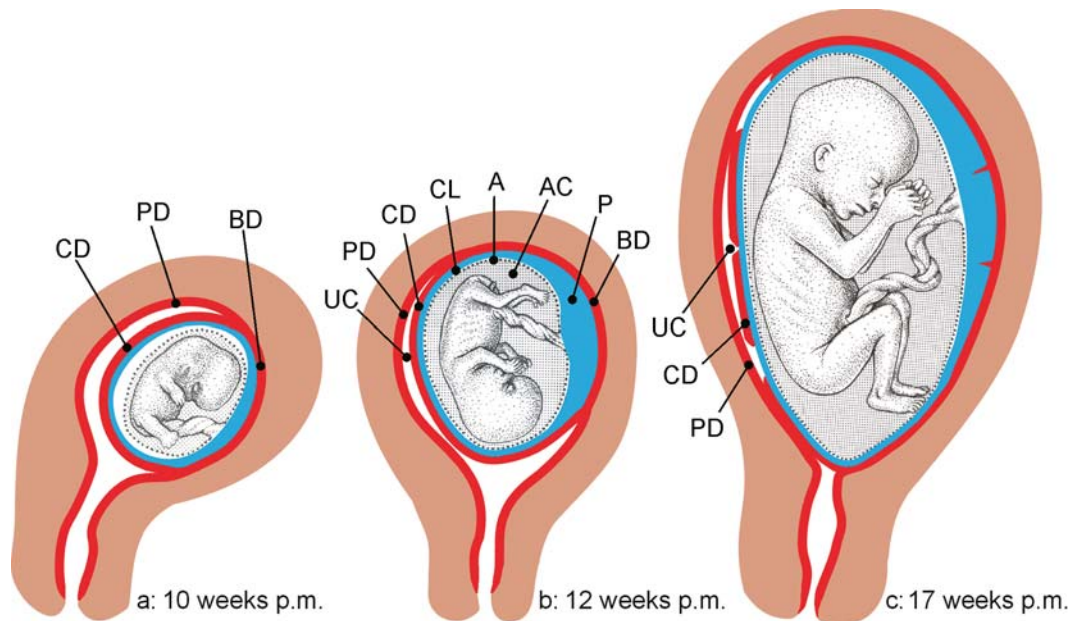 CD
PD
BD
a: 10 weeks p.m.
UC
PD
CD
CL
A
AC
P
BD
b: 12 weeks p.m.
UC
CD
PD
c: 17 weeks p.m.